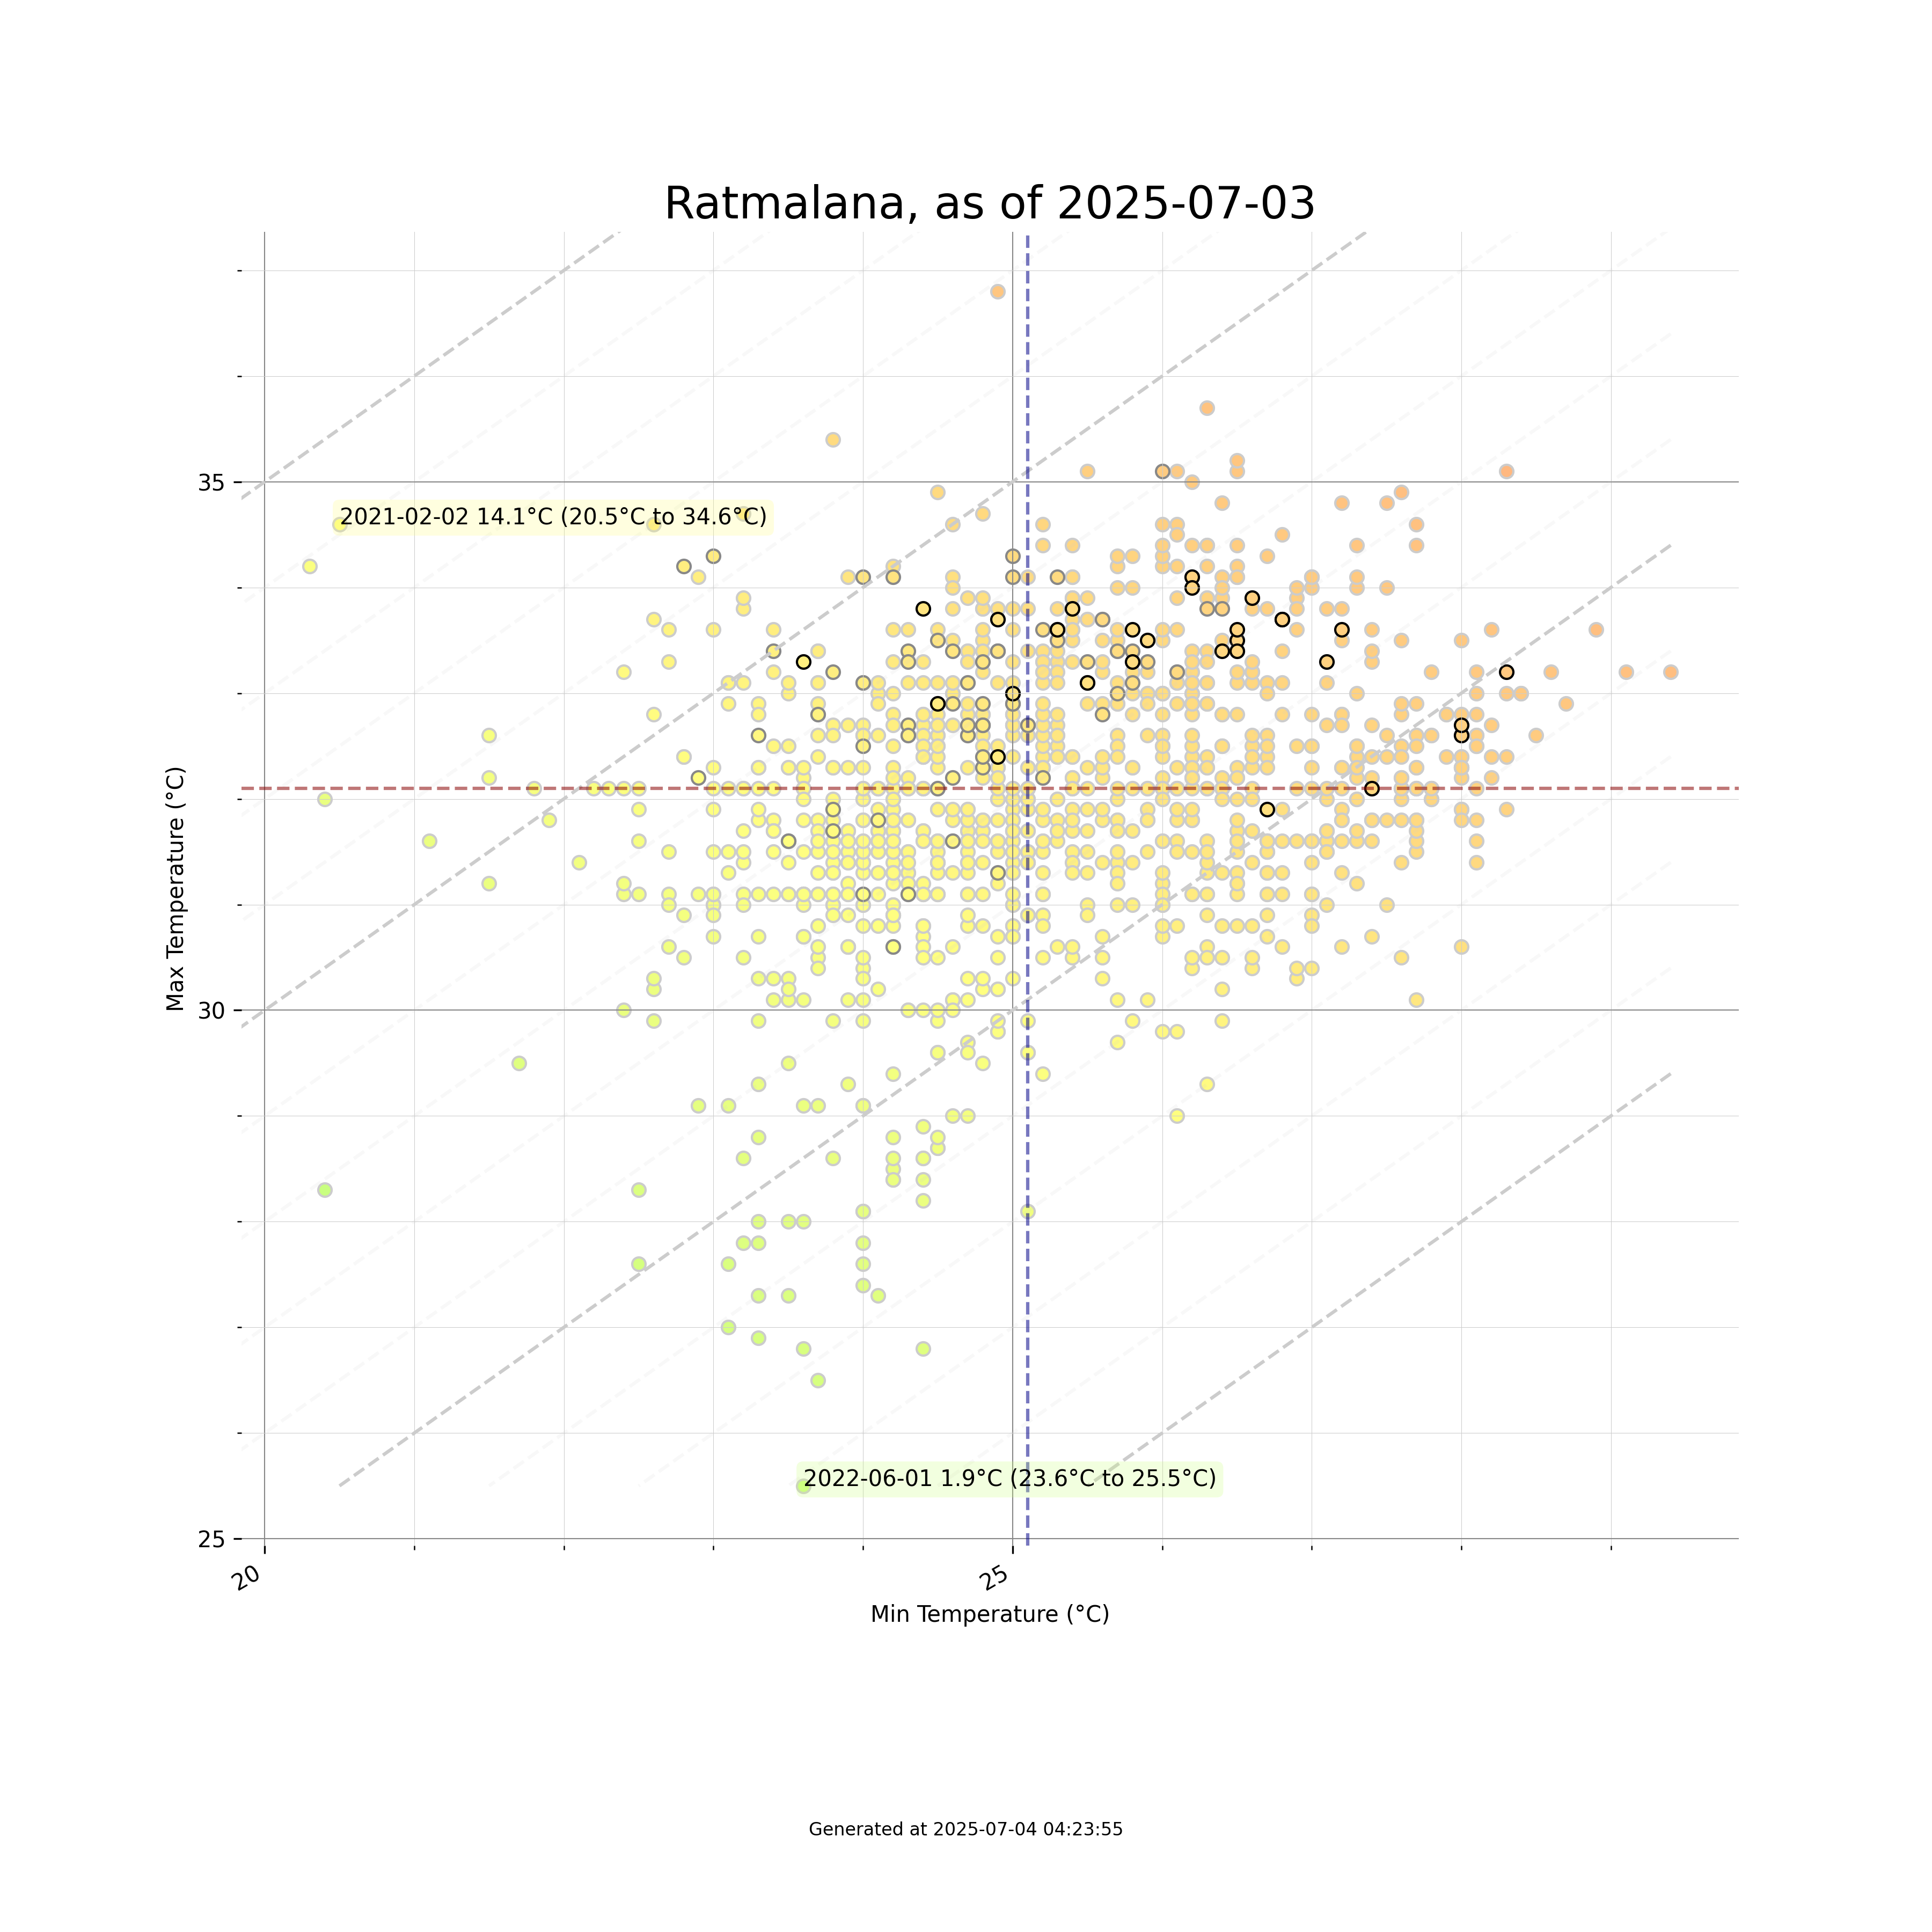 Ratmalana, as of 2025-07-03
35
2021-02-02 14.1°C (20.5°C to 34.6°C)
Max Temperature (°C)
30
2022-06-01 1.9°C (23.6°C to 25.5°C)
25
20
25
Min Temperature (°C)
Generated at 2025-07-04 04:23:55